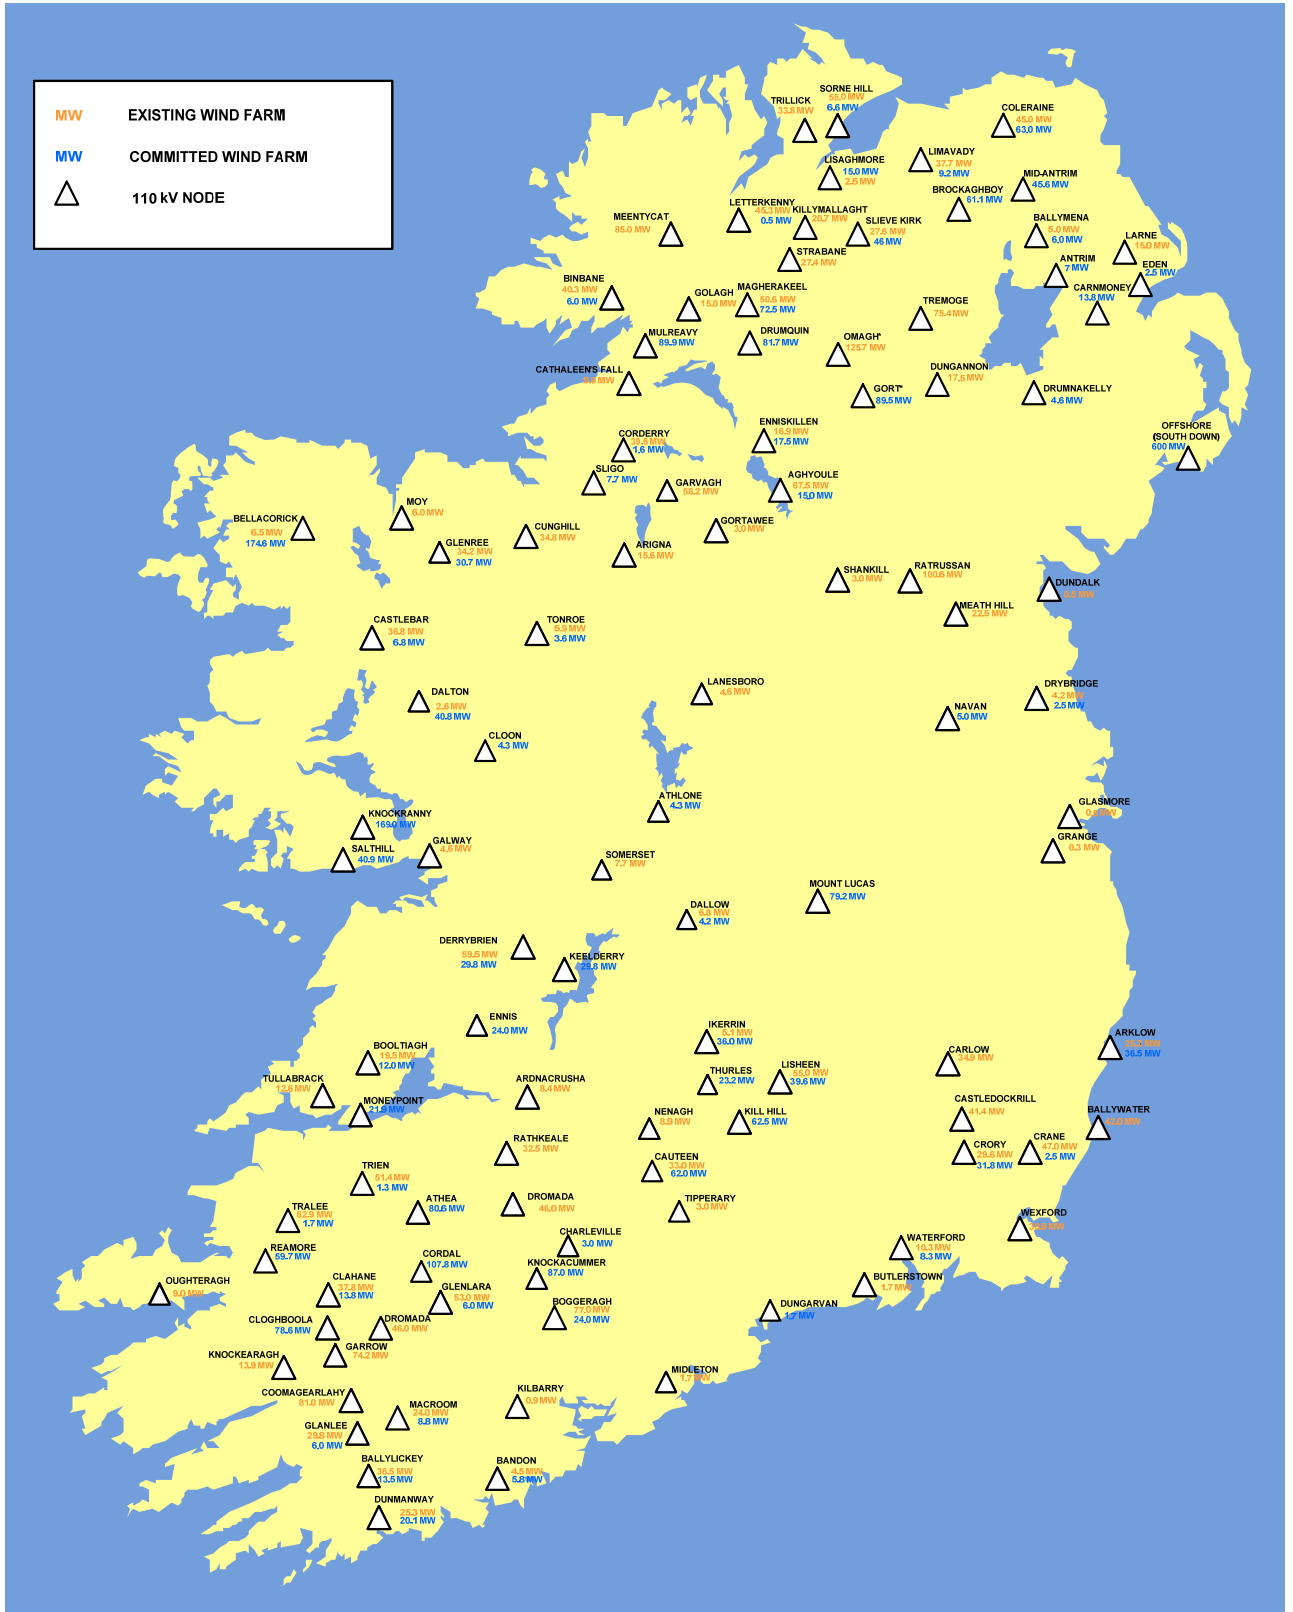 MW EXISTING WIND FARM
MW COMMITTED WIND FARM
110 kV NODE
SORNE HILL
55.0 MW
6.6 MW
TRILLICK
33.8 MW
COLERAINE
45.0 MW
63.0 MW
LIMAVADY
37.7 MW
9.2 MW
LISAGHMORE
15.0 MW
2.5 MW
MID-ANTRIM
45.6 MW
BROCKAGHBOY
61.1 MW
LETTERKENNY
45.3 MW
0.5 MW
KILLYMALLAGHT
20.7 MW
MEENTYCAT
85.0 MW
SLIEVE KIRK
27.6 MW
46 MW
BALLYMENA
5.0 MW
6.0 MW
LARNE
15.0 MW
STRABANE
27.4 MW
ANTRIM
7 MW
EDEN
2.5 MW
BINBANE
40.3 MW
6.0 MW
GOLAGH
15.0 MW
MAGHERAKEEL
50.6 MW
72.5 MW
CARNMONEY
13.8 MW
TREMOGE
75.4 MW
MULREAVY
89.9 MW
DRUMQUIN
81.7 MW
OMAGH*
125.7 MW
CATHALEEN'S FALL
MW
DUNGANNON
17.5 MW
GORT*
89.5 MW
DRUMNAKELLY
4.6 MW
ENNISKILLEN
16.9 MW
17.5 MW
OFFSHORE
(SOUTH DOWN)
600 MW
CORDERRY
39.5 MW
1.6 MW
SLIGO
7.7 MW
GARVAGH
58.2 MW
AGHYOULE
67.5 MW
15.0 MW
MOY
6.0 MW
BELLACORICK
6.5 MW
174.6 MW
GLENREE
34.2 MW
30.7 MW
CUNGHILL
34.8 MW
ARIGNA
15.6 MW
GORTAWEE
3.0 MW
SHANKILL
3.0 MW
RATRUSSAN
100.6 MW
DUNDALK
0.5 MW
MEATH HILL
22.5 MW
CASTLEBAR
36.8 MW
6.8 MW
TONROE
5.9 MW
3.6 MW
LANESBORO
4.6 MW
DRYBRIDGE
4.2 MW
2.5 MW
DALTON
2.6 MW
40.8 MW
NAVAN
5.0 MW
CLOON
4.3 MW
ATHLONE
4.3 MW
GLASMORE
MW
KNOCKRANNY
169.0 MW
GALWAY
4.6 MW
SALTHILL
40.9 MW
GRANGE
0.3 MW
SOMERSET
7.7 MW
MOUNT LUCAS
79.2 MW
DALLOW
6.8 MW
4.2 MW
DERRYBRIEN
59.5 MW
29.8 MW
KEELDERRY
29.8 MW
ENNIS
24.0 MW
IKERRIN
5.1 MW
36.0 MW
ARKLOW
MW
36.5 MW
BOOLTIAGH
19.5 MW
12.0 MW
CARLOW
34.9 MW
TULLABRACK
12.6 MW
ARDNACRUSHA
8.4 MW
THURLES
23.2 MW
LISHEEN
55.0 MW
39.6 MW
MONEYPOINT
21.9 MW
NENAGH
8.9 MW
KILL HILL
62.5 MW
CASTLEDOCKRILL
41.4 MW
BALLYWATER
42.0 MW
RATHKEALE
32.5 MW
CRORY
29.6 MW
31.8 MW
CRANE
47.0 MW
2.5 MW
CAUTEEN
33.0 MW
62.0 MW
TRIEN
51.4 MW
1.3 MW
ATHEA
80.6 MW
DROMADA
46.0 MW
TIPPERARY
3.0 MW
TRALEE
62.9 MW
1.7 MW
WEXFORD
MW
REAMORE
59.7 MW
CHARLEVILLE
3.0 MW
WATERFORD
10.3 MW
8.3 MW
CORDAL
107.8 MW
KNOCKACUMMER
87.0 MW
OUGHTERAGH
9.0 MW
CLAHANE
37.8 MW
13.8 MW
GLENLARA
53.0 MW
6.0 MW
BUTLERSTOWN
1.7 MW
BOGGERAGH
77.0 MW
24.0 MW
DUNGARVAN
1.7 MW
CLOGHBOOLA
78.6 MW
DROMADA
46.0 MW
GARROW
74.2 MW
KNOCKEARAGH
13.9 MW
MIDLETON
1.7 MW
COOMAGEARLAHY
81.0 MW
MACROOM
24.0 MW
8.8 MW
KILBARRY
0.9 MW
GLANLEE
29.8 MW
6.0 MW
BALLYLICKEY
36.5 MW
13.5 MW
BANDON
4.5 MW
5.8 MW
DUNMANWAY
25.3 MW
20.1 MW